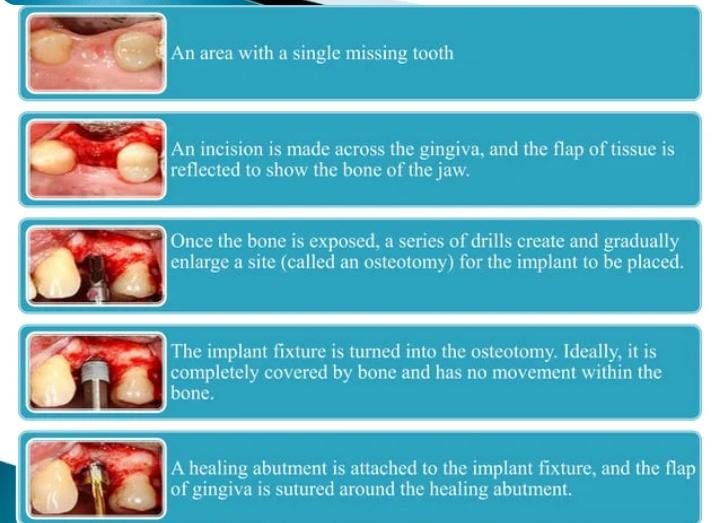 An area with a single missing tooth
An incision is made across the gingiva, and the flap of tissue is
reflected to show the bone of the jaw.
Once the bone is exposed, a series of drills create and gradually
enlarge a site (called an osteotomy) for the implant to be placed.
The implant fixture is turned into the osteotomy. Ideally, it is
completely covered by bone and has no movement within the
bone.
A healing abutment is attached to the implant fixture, and the flap
of gingiva is sutured around the healing abutment.